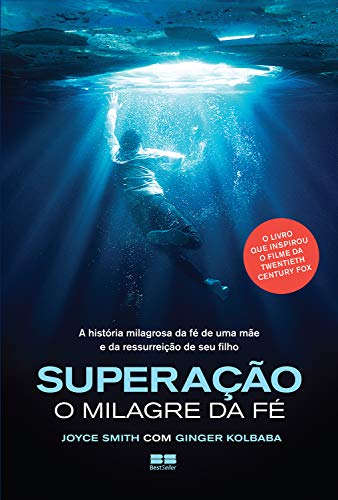 O LIVRO
QUE INSPIROU
O FILME DA
TWENTIETH
CENTURY FOX
A história milagrosa da fé de uma mãe
e da ressurreição de seu filho
SUPERAÇÃO
O MILAGRE DA FÉ
JOYCE SMITH COM GINGER KOLBABA
BS
BestSeller